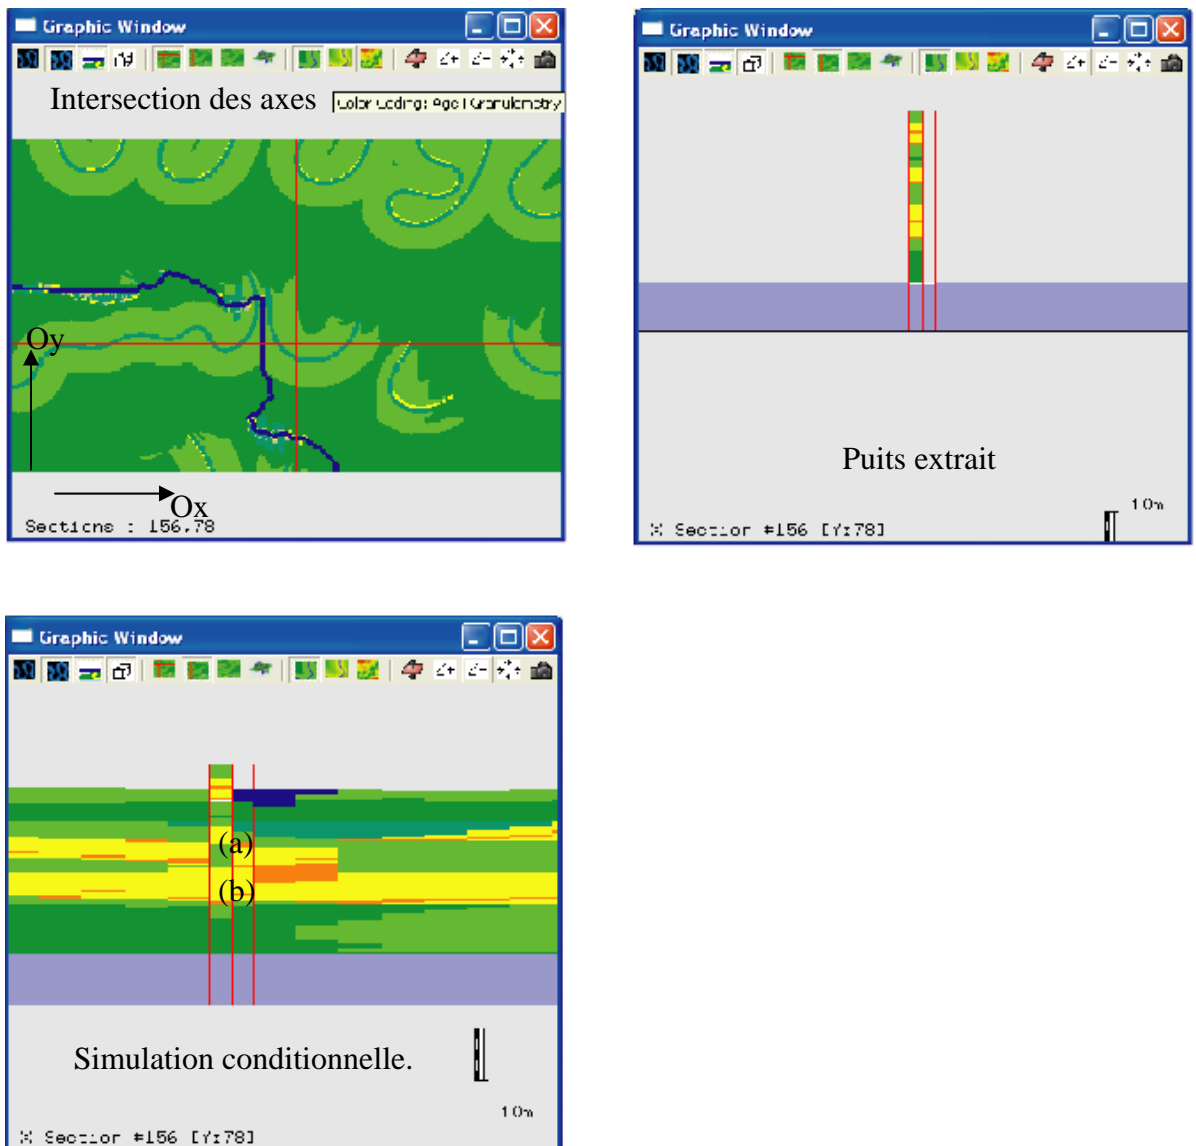 Graphic Window
Intersection des axes
Color Coding: Age | Granulometry
Oy
Ox
Sections : 156,78
Graphic Window
Puits extrait
10m
X Section #156 [Y:78]
Graphic Window
(a)
(b)
Simulation conditionnelle.
10m
X Section #156 [Y:78]